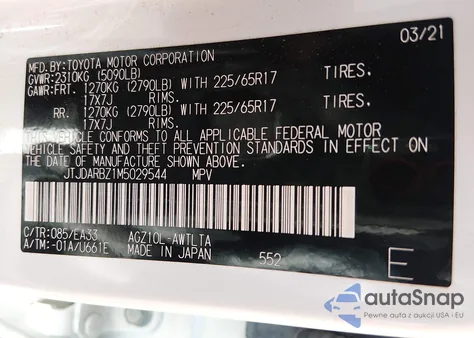 MFD.BY:TOYOTA MOTOR CORPORATION 03/21
GVWR:2310KG (5090LB)
GAWR:FRT. 1270KG (2790LB) WITH 225/65R17 TIRES,
17X7J RIMS.
RR. 1270KG (2790LB) WITH 225/65R17 TIRES,
17X7J RIMS.
THIS VEHICLE CONFORMS TO ALL APPLICABLE FEDERAL MOTOR
VEHICLE SAFETY AND THEFT PREVENTION STANDARDS IN EFFECT ON
THE DATE OF MANUFACTURE SHOWN ABOVE.
JTJDARBZ1M5029544 MPV
C/TR:085/EA33 AGZ10L-AWTLTA
A/TM:-01A/U661E MADE IN JAPAN 552
E
autoSnap
Pewne auta z aukcji USA i EU